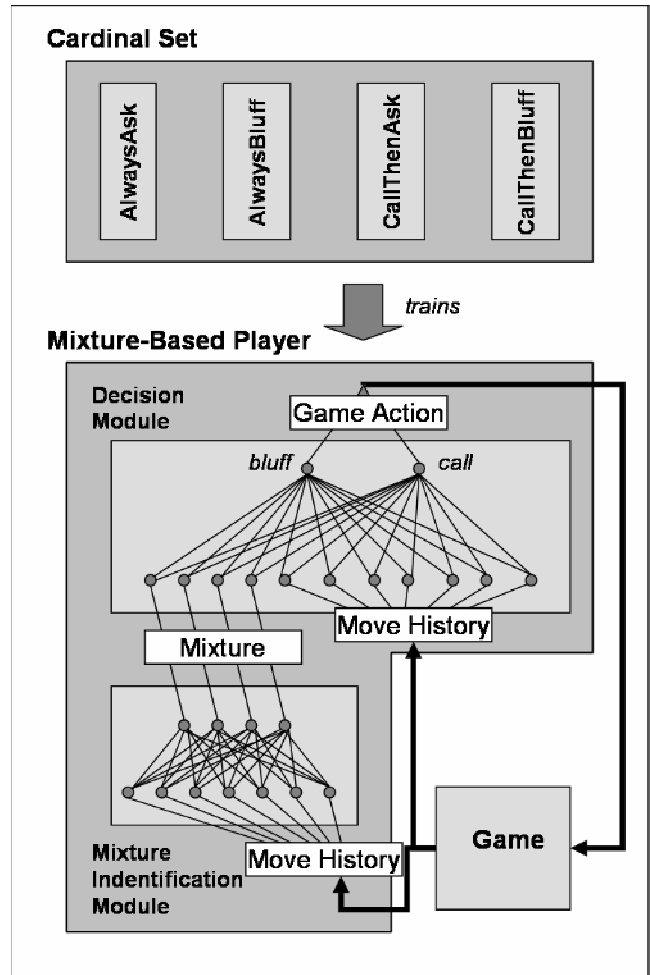 Cardinal Set
AlwaysAsk
AlwaysBluff
CallThenAsk
CallThenBluff
trains
Mixture-Based Player
Decision
Module
Game Action
bluff
call
Move History
Mixture
Game
Move History
Mixture
Indentification
Module